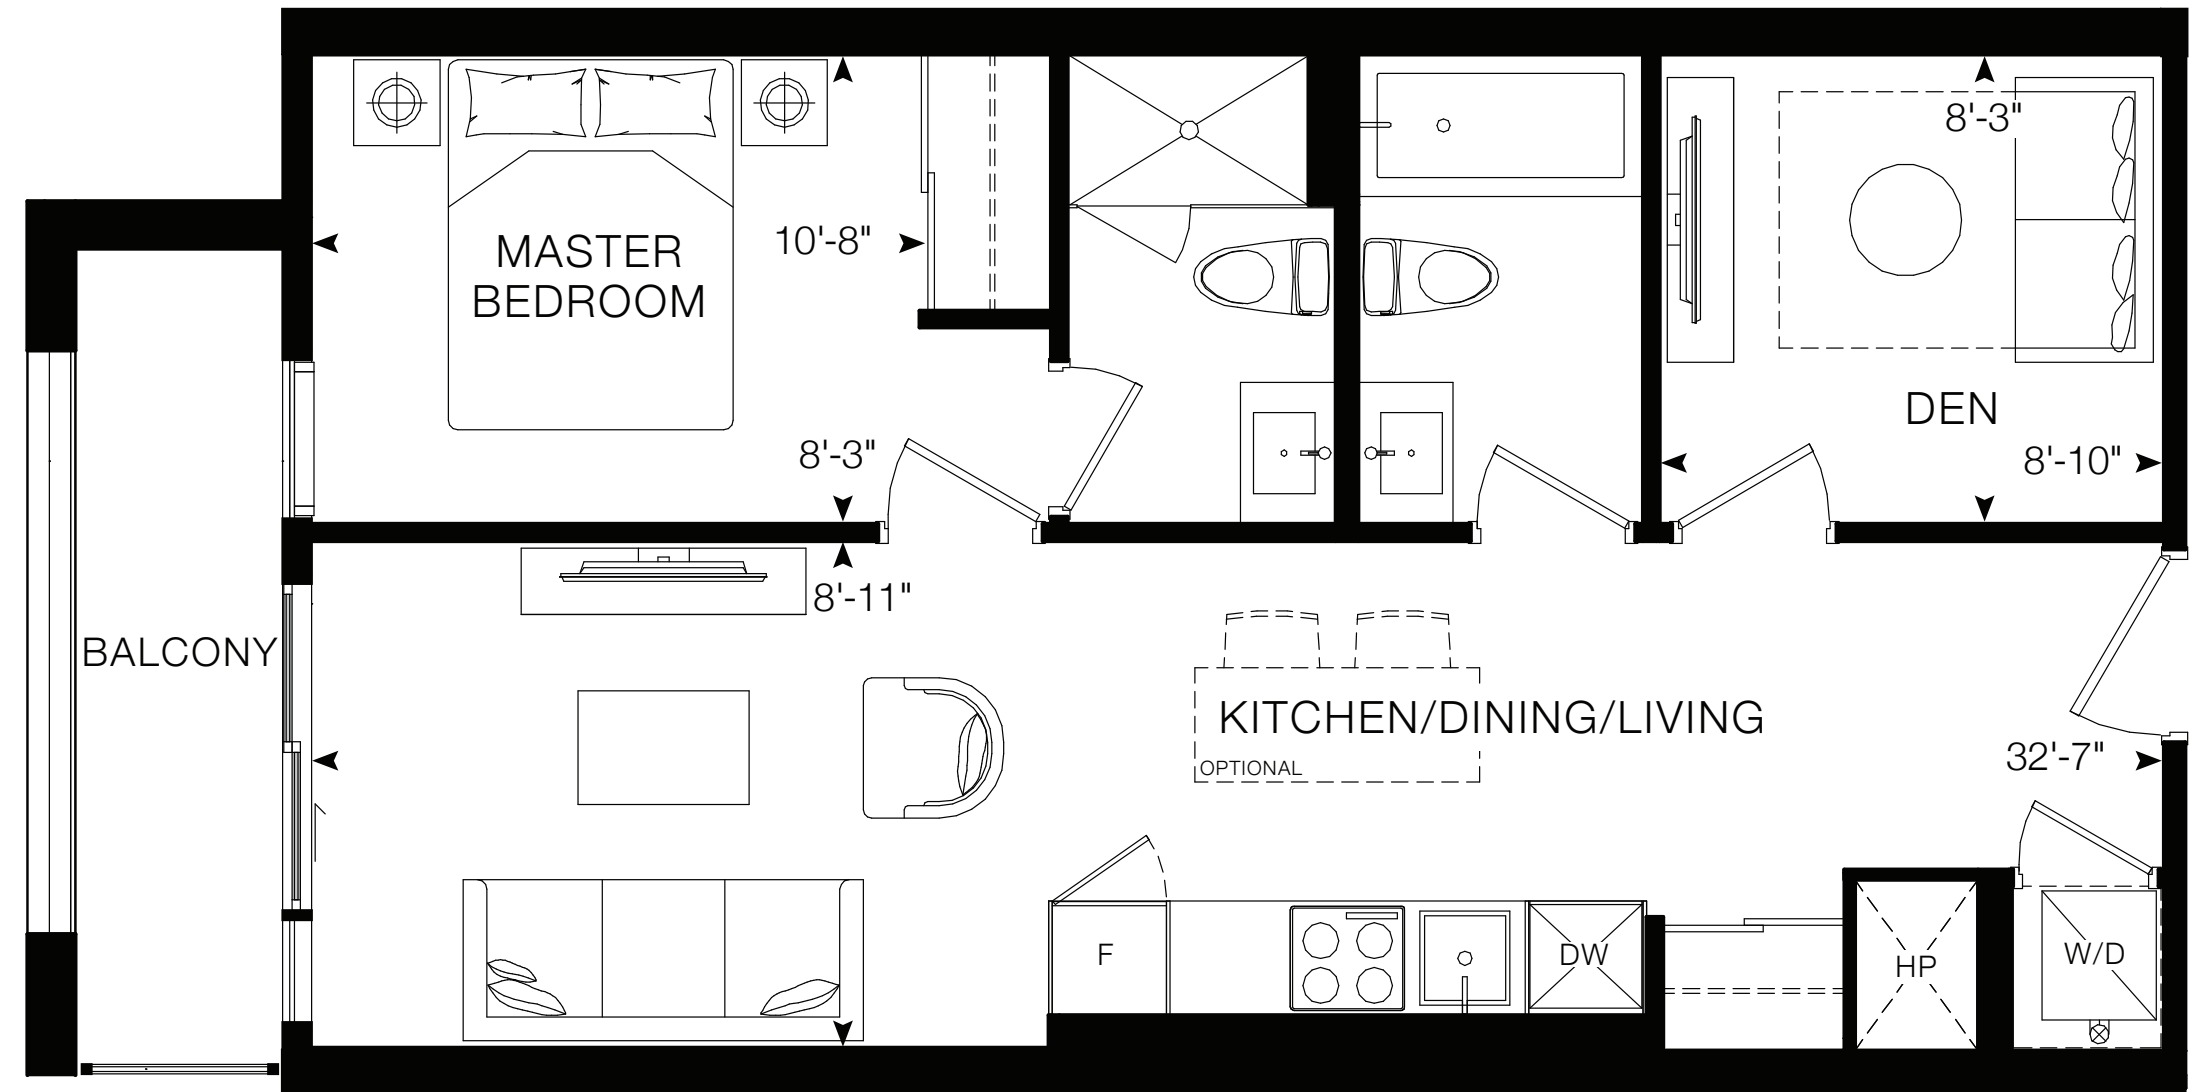 8'-3"
MASTER
BEDROOM
10'-8"
DEN
8'-3"
8'-10"
8'-11"
BALCONY
KITCHEN/DINING/LIVING
OPTIONAL
32'-7"
F
DW
HP
W/D